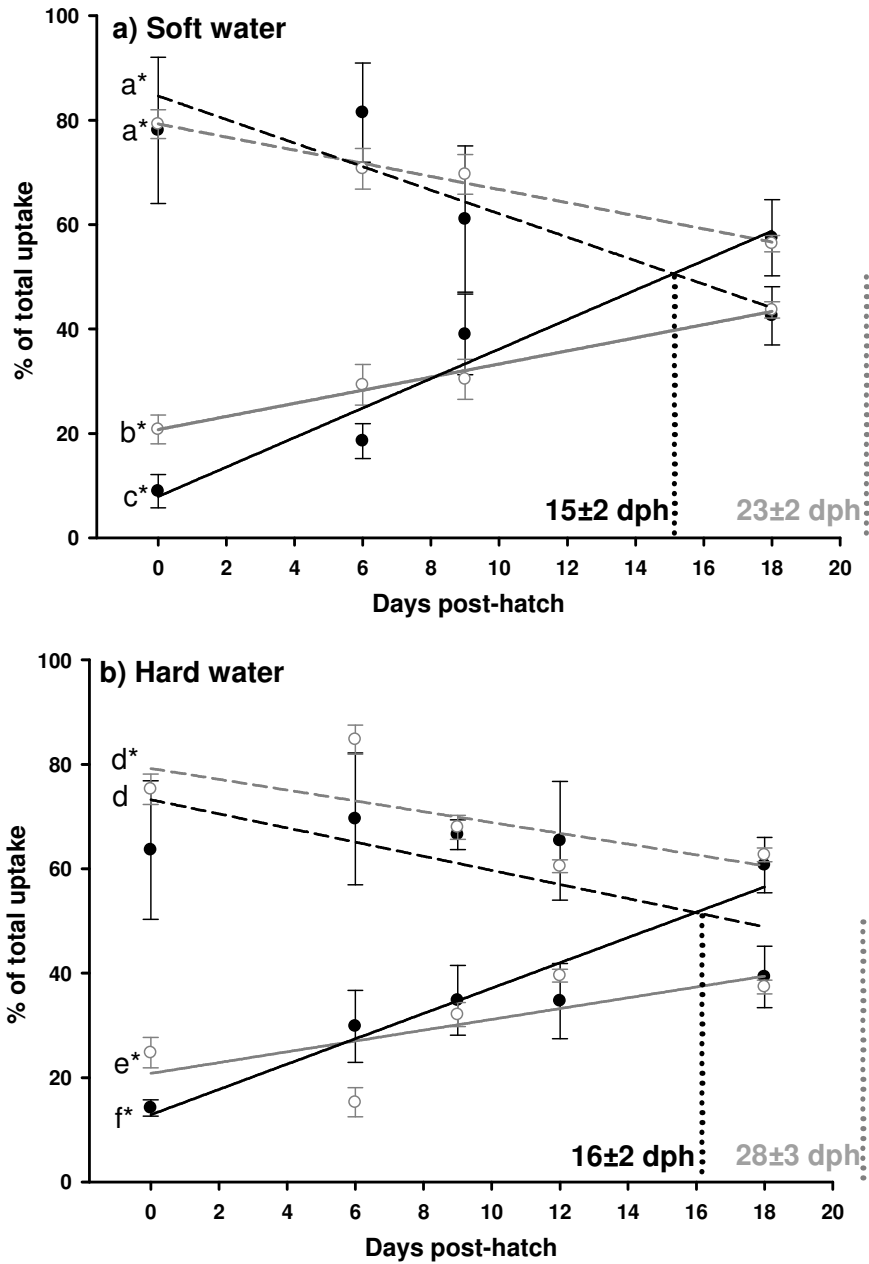 a) Soft water
100
80
60
40
20
0
% of total uptake
a*
a*
b*
c*
15±2 dph
23±2 dph
0 2 4 6 8 10 12 14 16 18 20
Days post-hatch
b) Hard water
100
80
60
40
20
0
% of total uptake
d*
d
e*
f*
16±2 dph
28±3 dph
0 2 4 6 8 10 12 14 16 18 20
Days post-hatch